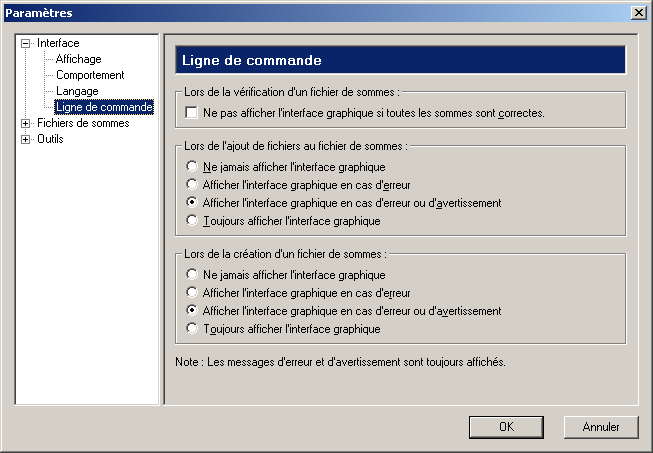 Paramètres
Interface
Affichage
Comportement
Langage
Ligne de commande
Fichiers de sommes
Outils
Ligne de commande
Lors de la vérification d'un fichier de sommes :
Ne pas afficher l'interface graphique si toutes les sommes sont correctes.
Lors de l'ajout de fichiers au fichier de sommes :
Ne jamais afficher l'interface graphique
Afficher l'interface graphique en cas d'erreur
Afficher l'interface graphique en cas d'erreur ou d'avertissement
Toujours afficher l'interface graphique
Lors de la création d'un fichier de sommes :
Ne jamais afficher l'interface graphique
Afficher l'interface graphique en cas d'erreur
Afficher l'interface graphique en cas d'erreur ou d'avertissement
Toujours afficher l'interface graphique
Note : Les messages d'erreur et d'avertissement sont toujours affichés.
OK
Annuler